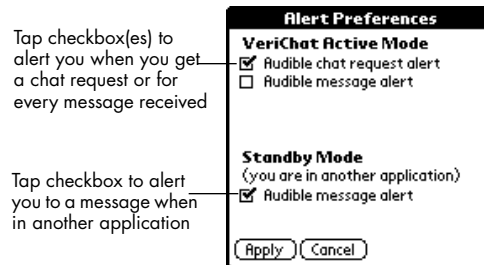 Tap checkbox(es) to
alert you when you get
a chat request or for
every message received
Tap checkbox to alert
you to a message when
in another application
Alert Preferences
VeriChat Active Mode
Audible chat request alert
Audible message alert
Standby Mode
(you are in another application)
Audible message alert
Apply
Cancel